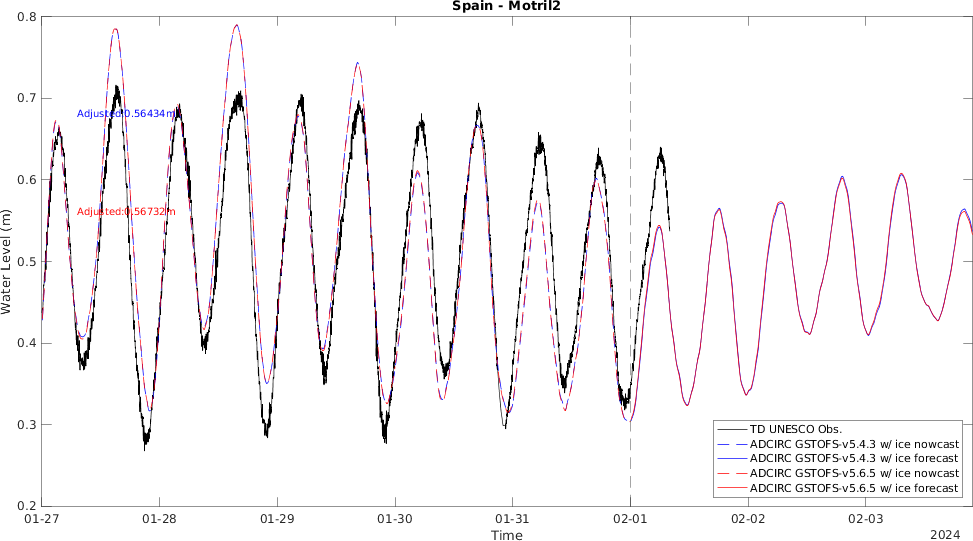 Spain - Motril2
0.8
0.7
0.6
0.5
0.4
0.3
0.2
Water Level (m)
Adjusted:0.56434m
Adjusted:0.56732m
TD UNESCO Obs.
ADCIRC GSTOFS-v5.4.3 w/ ice nowcast
ADCIRC GSTOFS-v5.4.3 w/ ice forecast
ADCIRC GSTOFS-v5.6.5 w/ ice nowcast
ADCIRC GSTOFS-v5.6.5 w/ ice forecast
01-27 01-28 01-29 01-30 01-31 02-01 02-02 02-03
Time
2024